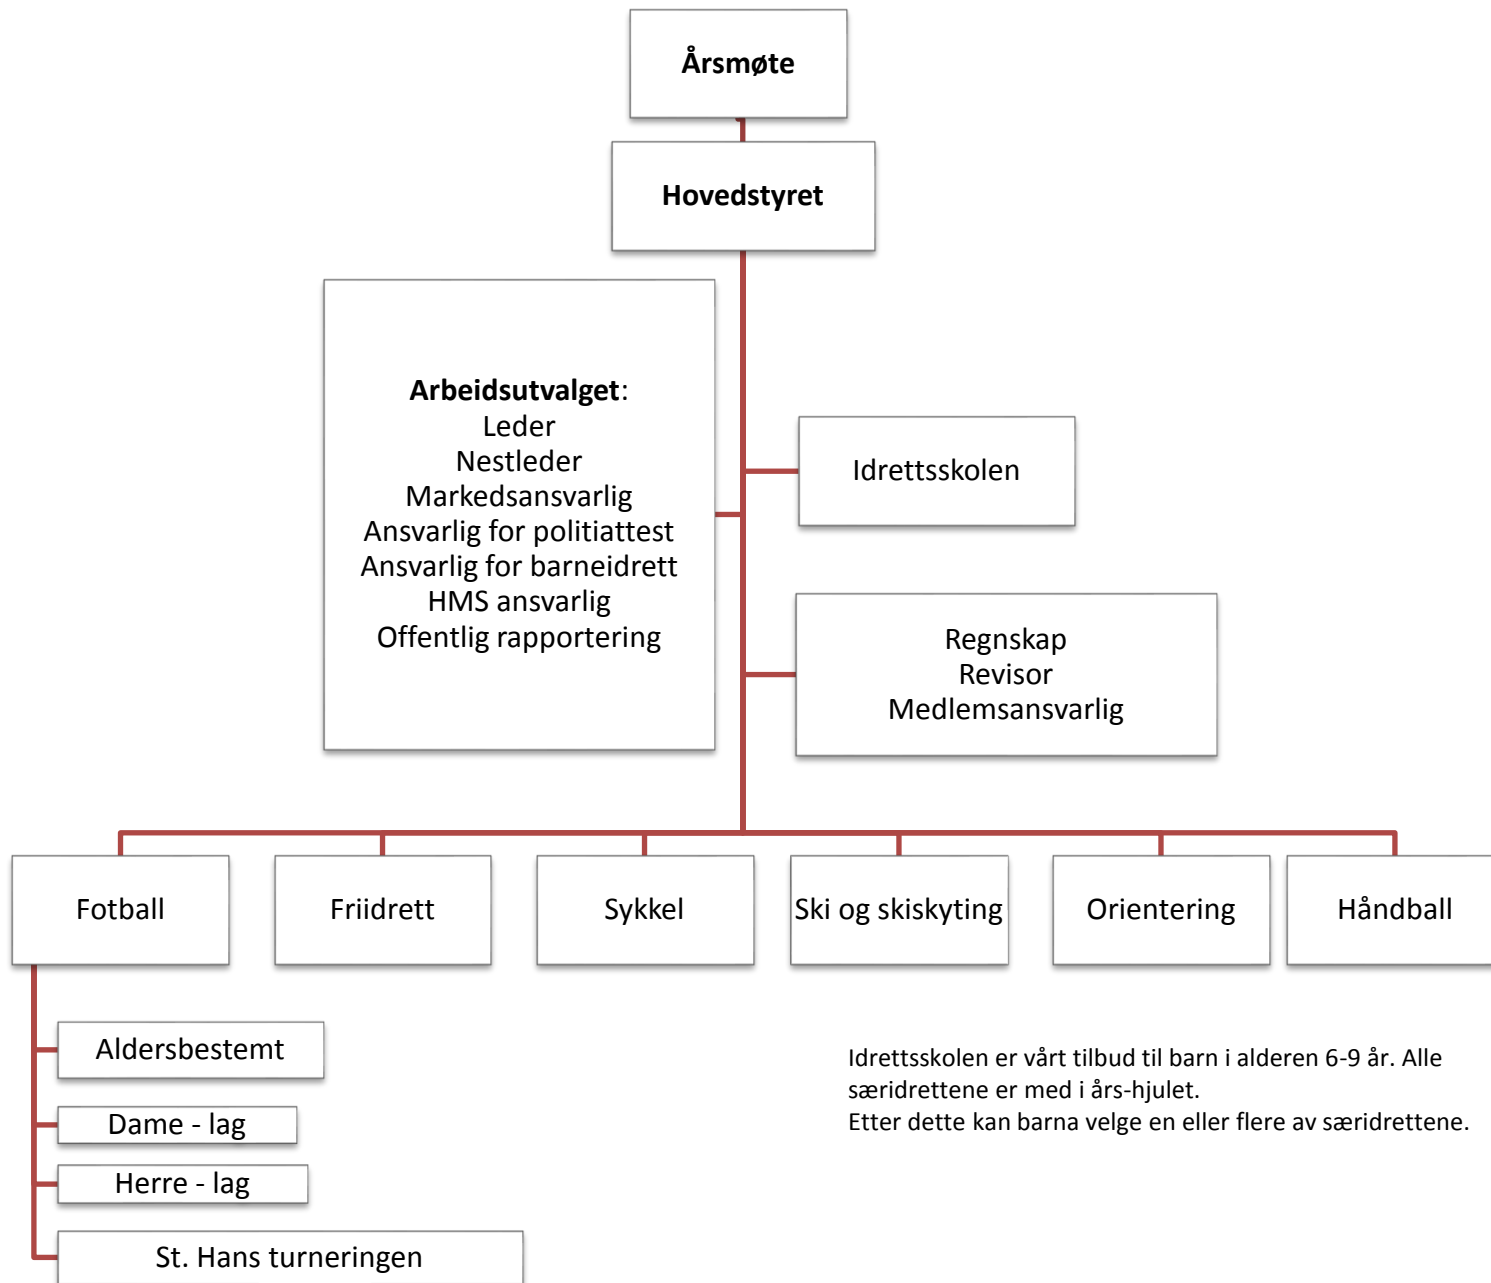 Årsmøte
Hovedstyret
Arbeidsutvalget:
Leder
Nestleder
Markedsansvarlig
Ansvarlig for politiattest
Ansvarlig for barneidrett
HMS ansvarlig
Offentlig rapportering
Idrettsskolen
Regnskap
Revisor
Medlemsansvarlig
Fotball
Friidrett
Sykkel
Ski og skiskyting
Orientering
Håndball
Aldersbestemt
Dame - lag
Herre - lag
St. Hans turneringen
Idrettsskolen er vårt tilbud til barn i alderen 6-9 år. Alle
særidrettene er med i års-hjulet.
Etter dette kan barna velge en eller flere av særidrettene.